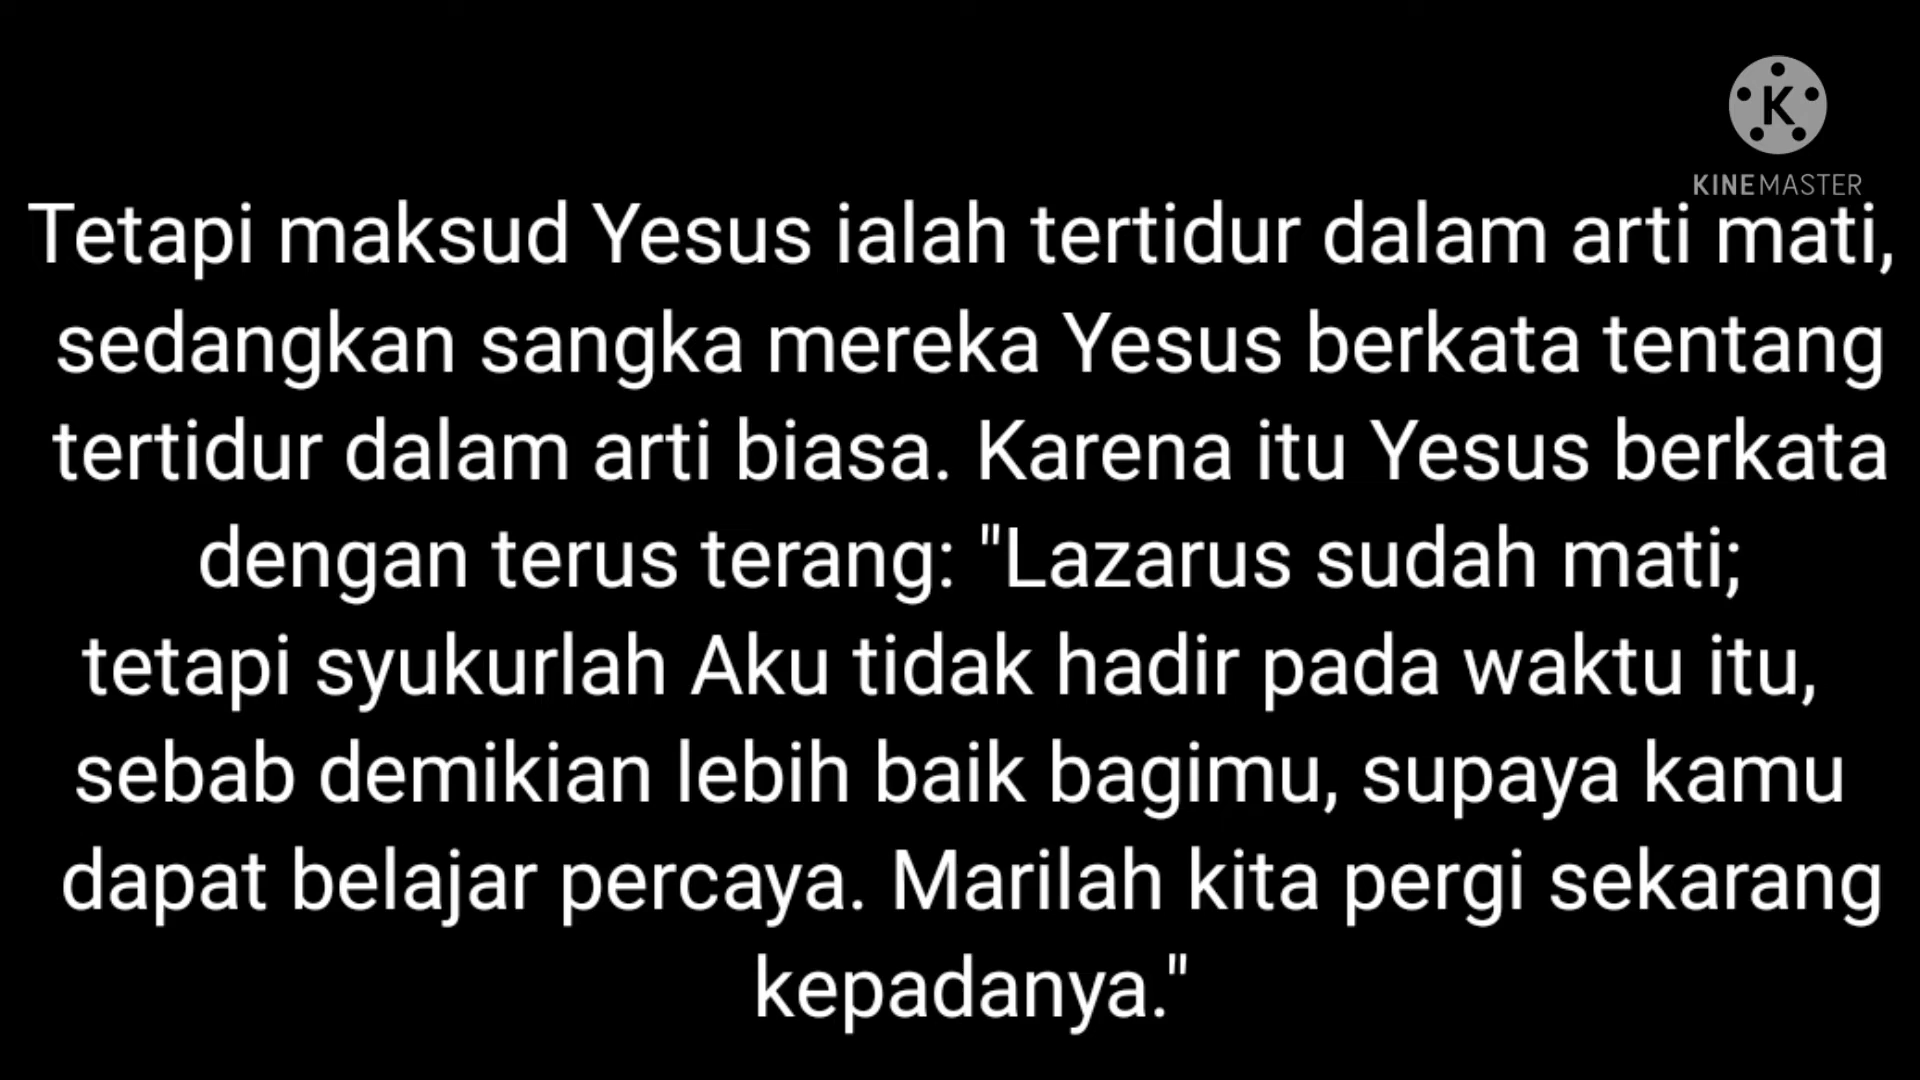 K
KINEMASTER
Tetapi maksud Yesus ialah tertidur dalam arti mati,
sedangkan sangka mereka Yesus berkata tentang
tertidur dalam arti biasa. Karena itu Yesus berkata
dengan terus terang: "Lazarus sudah mati;
tetapi syukurlah Aku tidak hadir pada waktu itu,
sebab demikian lebih baik bagimu, supaya kamu
dapat belajar percaya. Marilah kita pergi sekarang
kepadanya."